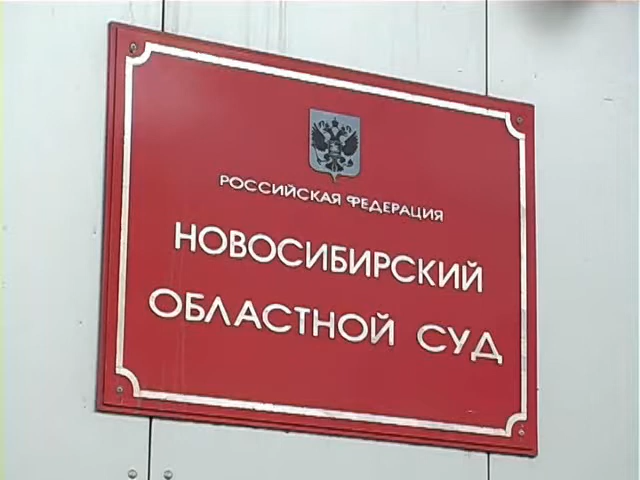 РОССИЙСКАЯ ФЕДЕРАЦИЯ
НОВОСИБИРСКИЙ
ОБЛАСТНОЙ СУД